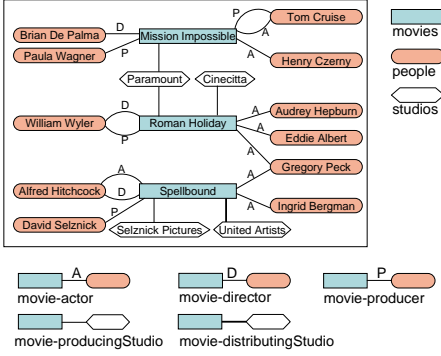 Brian De Palma
D
Mission Impossible
P
Tom Cruise
A
movies
Paula Wagner
P
A
Henry Czerny
people
Paramount
Cinecitta
studios
William Wyler
D
P
Roman Holiday
A
Audrey Hepburn
A
Eddie Albert
A
Gregory Peck
Alfred Hitchcock
A
D
Spellbound
A
A
Ingrid Bergman
David Selznick
P
Selznick Pictures
United Artists
A
D
P
movie-actor
movie-director
movie-producer
movie-producingStudio
movie-distributingStudio